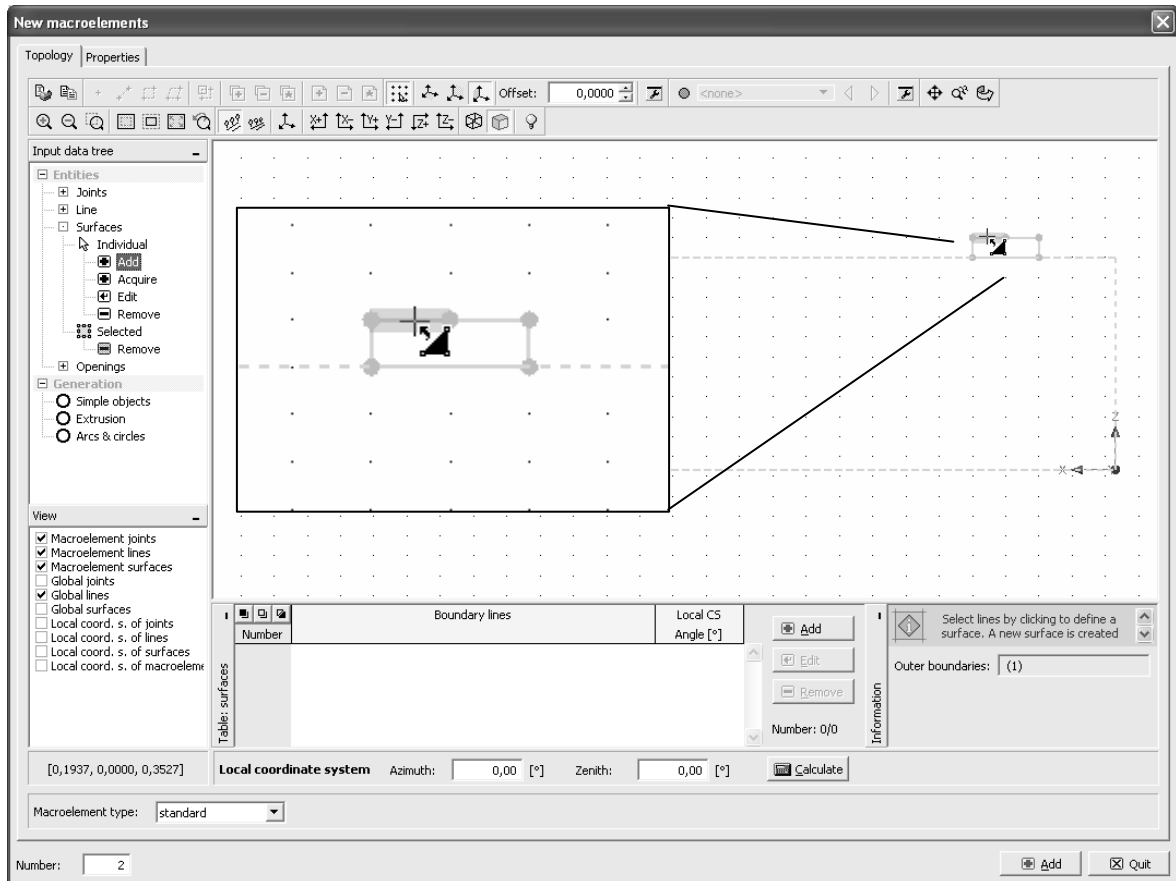 New macroelements
Topology Properties
Offset: 0,0000 <none>
Input data tree
Entities
Joints
Line
Surfaces
Individual
Add
Acquire
Edit
Remove
Selected
Remove
Openings
Generation
Simple objects
Extrusion
Arcs & circles
View
Macroelement joints
Macroelement lines
Macroelement surfaces
Global joints
Global lines
Global surfaces
Local coord. s. of joints
Local coord. s. of lines
Local coord. s. of surfaces
Local coord. s. of macroeleme
Z
X
Table: surfaces
Number Boundary lines Local CS
Angle [°]
Add
Edit
Remove
Number: 0/0
Information
Select lines by clicking to define a
surface. A new surface is created
Outer boundaries: (1)
[0,1937, 0,0000, 0,3527]
Local coordinate system Azimuth: 0,00 [°] Zenith: 0,00 [°] Calculate
Macroelement type: standard
Number: 2
Add Quit